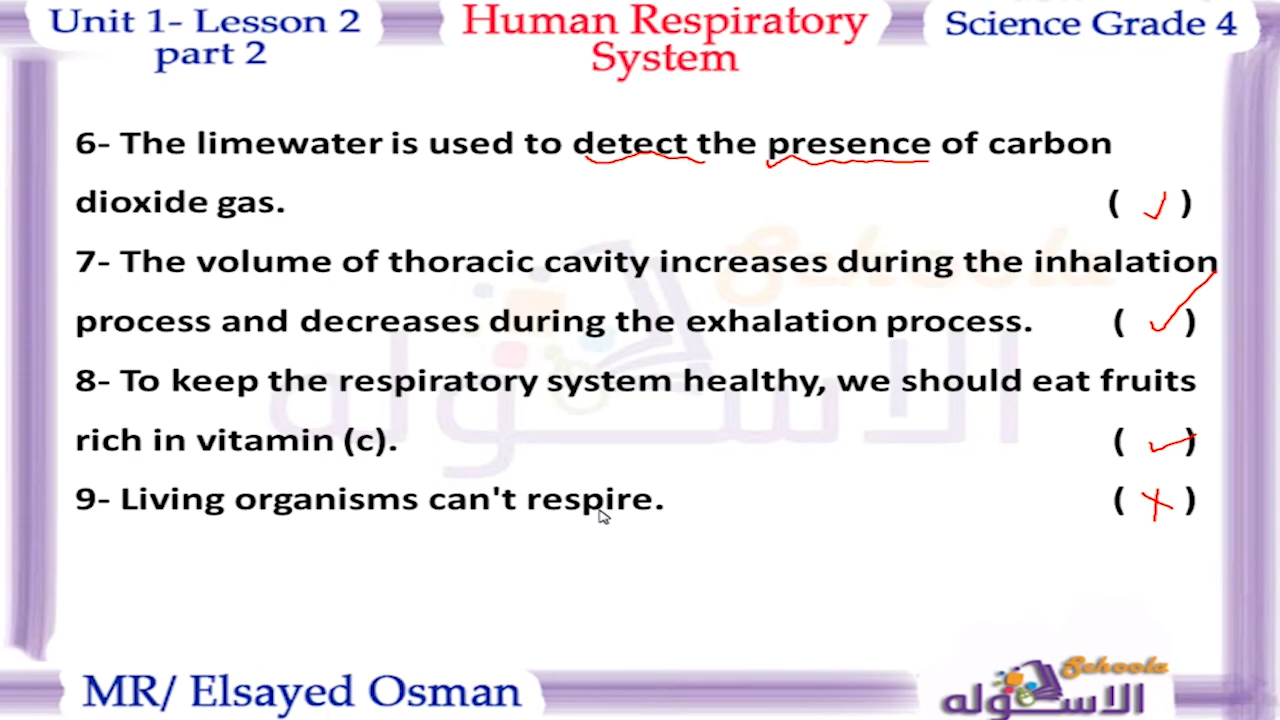 Unit 1- Lesson 2
part 2
Human Respiratory
System
Science Grade 4
6- The limewater is used to detect the presence of carbon
dioxide gas. ( ✓ )
7- The volume of thoracic cavity increases during the inhalation
process and decreases during the exhalation process. ( ✓ )
8- To keep the respiratory system healthy, we should eat fruits
rich in vitamin (c). ( ✓ )
9- Living organisms can't respire. ( X )
MR/ Elsayed Osman
Schoola
الاسكوله